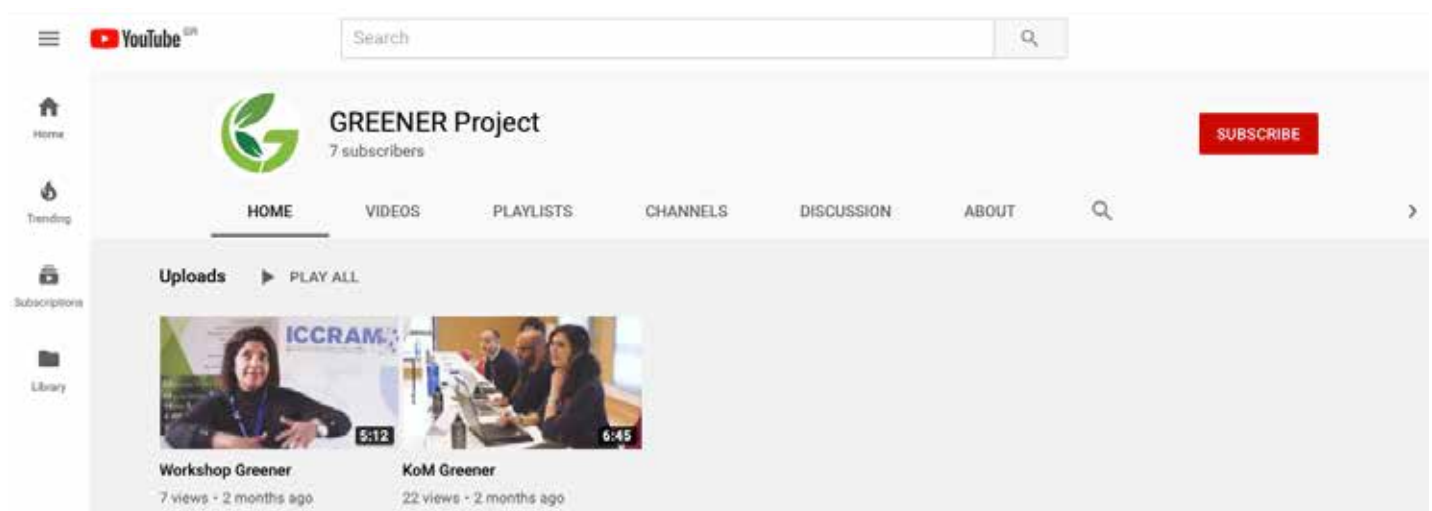 YouTube GR
Search
Home
Trending
Subscriptions
Library
GREENER Project
7 subscribers
SUBSCRIBE
HOME VIDEOS PLAYLISTS CHANNELS DISCUSSION ABOUT
Uploads PLAY ALL
ICCRAM
5:12
6:45
Workshop Greener
7 views • 2 months ago
KoM Greener
22 views • 2 months ago